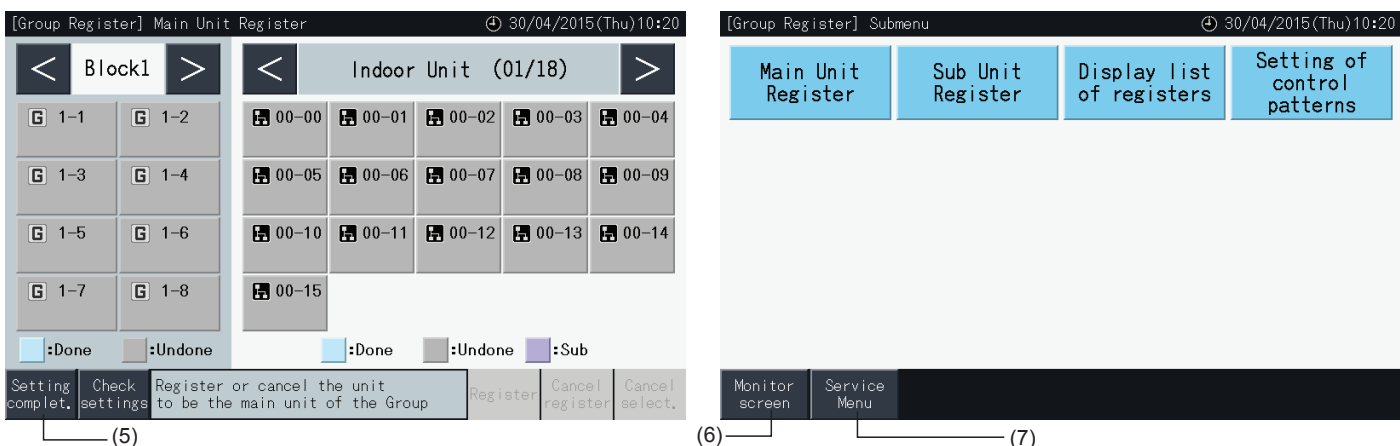 [Group Register] Main Unit Register 30/04/2015(Thu)10:20
< Block1 > < Indoor Unit (01/18) >
G 1-1 G 1-2 00-00 00-01 00-02 00-03 00-04
G 1-3 G 1-4 00-05 00-06 00-07 00-08 00-09
G 1-5 G 1-6 00-10 00-11 00-12 00-13 00-14
G 1-7 G 1-8 00-15
:Done :Undone :Done :Undone :Sub
Setting
complet.
Check
settings
Register or cancel the unit
to be the main unit of the Group
Register
Cancel
register
Cancel
select.
(5)
[Group Register] Submenu 30/04/2015(Thu)10:20
Main Unit
Register
Sub Unit
Register
Display list
of registers
Setting of
control
patterns
Monitor
screen
Service
Menu
(6) (7)